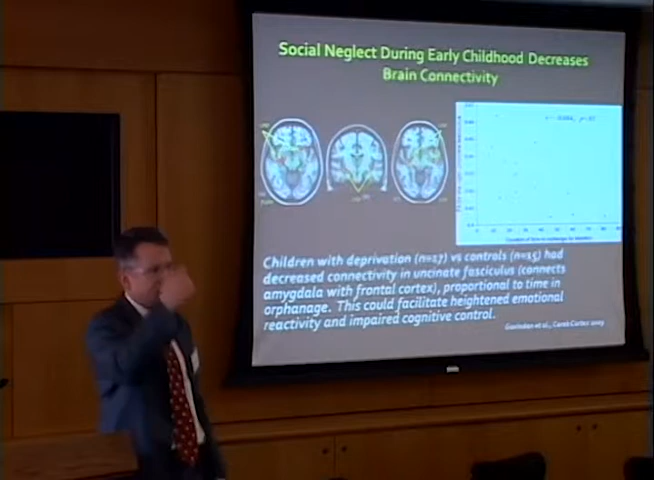 Social Neglect During Early Childhood Decreases
Brain Connectivity
Children with deprivation (n=17) vs controls (n=15) had
decreased connectivity in uncinate fasciculus (connects
amygdala with frontal cortex), proportional to time in
orphanage. This could facilitate heightened emotional
reactivity and impaired cognitive control.